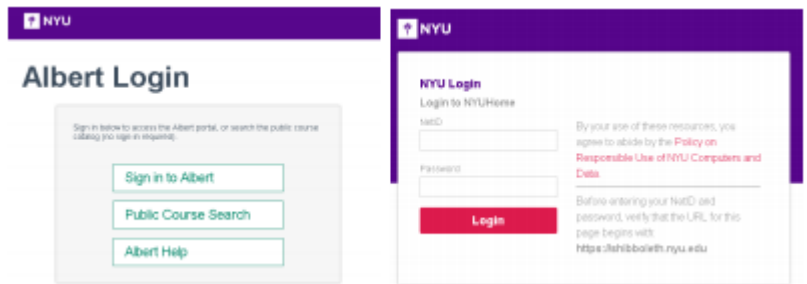 NYU
Albert Login
Sign in below to access the Albert portal, or search the public course
catalog (no sign in required).
Sign in to Albert
Public Course Search
Albert Help
NYU
NYU Login
Login to NYUHome
NetID
Password
Login
By your use of these resources, you
agree to abide by the Policy on
Responsible Use of NYU Computers and
Data.
Before entering your NetID and
password, verify that the URL for this
page begins with:
https://shibboleth.nyu.edu